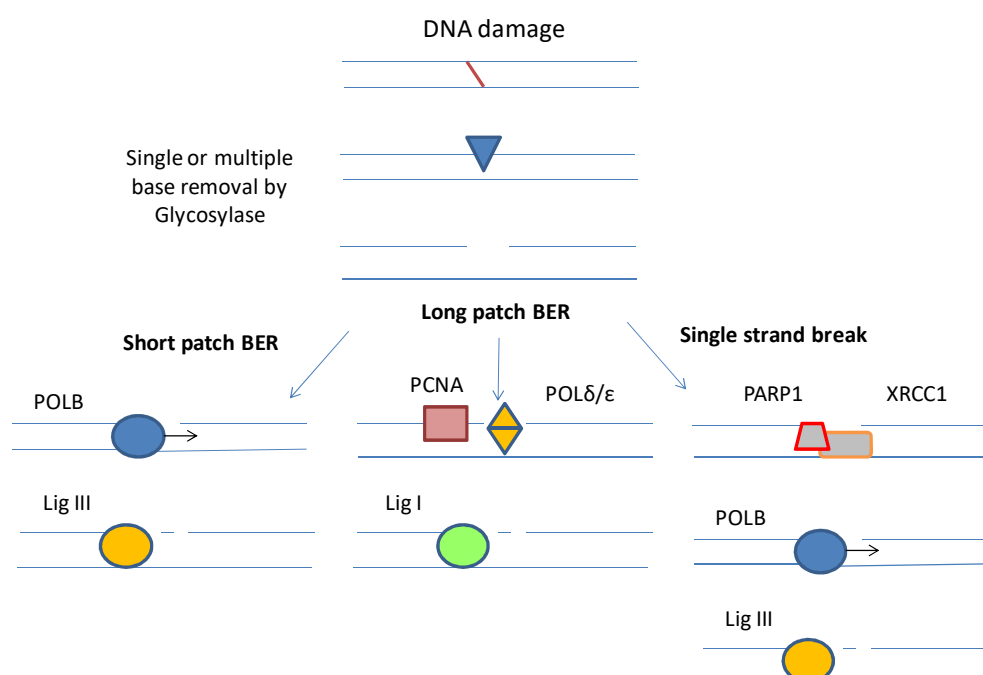 DNA damage
Single or multiple
base removal by
Glycosylase
Short patch BER
Long patch BER
Single strand break
POLB
PCNA
POLδ/ε
PARP1
XRCC1
Lig III
Lig I
POLB
Lig III